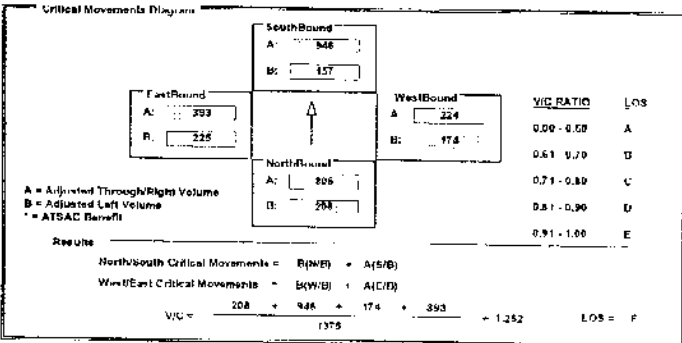 Critical Movements Diagram
SouthBound
A: 946
B: 157
EastBound
A: 393
B: 225
WestBound
A: 224
B: 174
NorthBound
A: 806
B: 208
V/C RATIO LOS
0.00 - 0.60 A
0.61 - 0.70 B
0.71 - 0.80 C
0.81 - 0.90 D
0.91 - 1.00 E
A = Adjusted Through/Right Volume
B = Adjusted Left Volume
* = ATSAC Benefit
Results
North/South Critical Movements = B(N/B) + A(S/B)
West/East Critical Movements = B(W/B) + A(E/B)
V/C = 208 + 946 + 174 + 393
1375
= 1.252 LOS = F